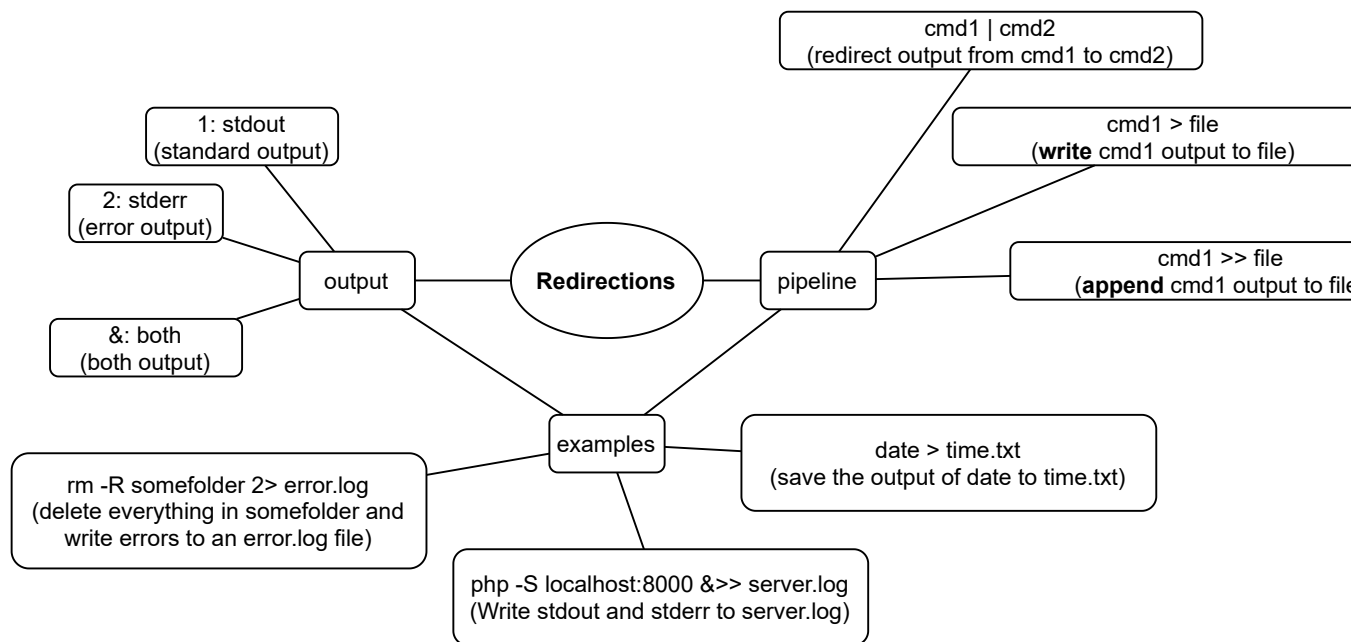 cmd1 | cmd2
(redirect output from cmd1 to cmd2)
1: stdout
(standard output)
cmd1 > file
(write cmd1 output to file)
2: stderr
(error output)
output
Redirections
pipeline
cmd1 >> file
(append cmd1 output to file
&: both
(both output)
examples
date > time.txt
(save the output of date to time.txt)
rm -R somefolder 2> error.log
(delete everything in somefolder and
write errors to an error.log file)
php -S localhost:8000 &>> server.log
(Write stdout and stderr to server.log)